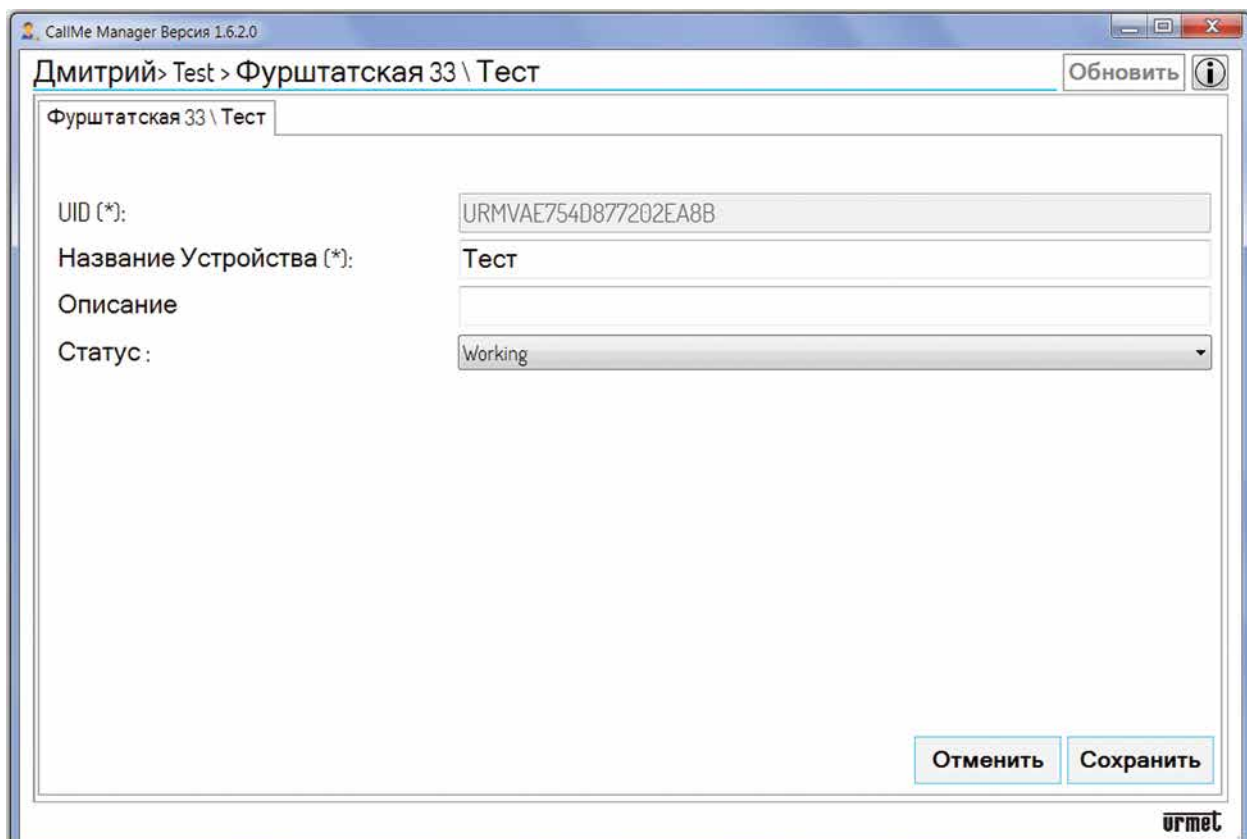 CallMe Manager Версия 1.6.2.0
Дмитрий> Test > Фурштатская 33 \ Тест
Обновить
Фурштатская 33 \ Тест
UID (*): URMVAE754D877202EA8B
Название Устройства (*): Тест
Описание
Статус : Working
Отменить Сохранить
urmet